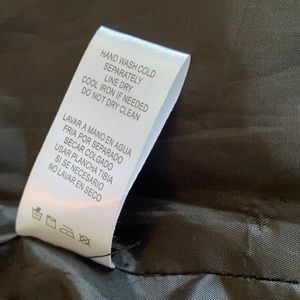 HAND WASH COLD
SEPARATELY
LINE DRY
COOL IRON IF NEEDED
DO NOT DRY CLEAN
LAVAR A MANO EN AGUA
FRIA POR SEPARADO
SECAR COLGADO
USAR PLANCHA TIBIA
SI SE NECESARIO
NO LAVAR EN SECO